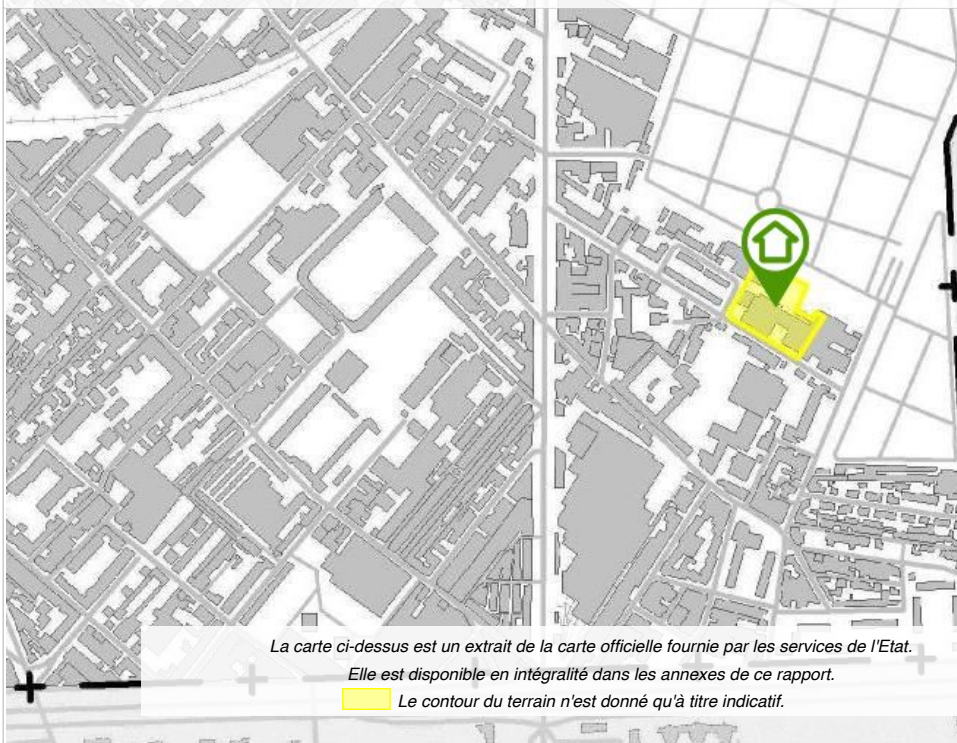 La carte ci-dessus est un extrait de la carte officielle fournie par les services de l'Etat.
Elle est disponible en intégralité dans les annexes de ce rapport.
Le contour du terrain n'est donné qu'à titre indicatif.